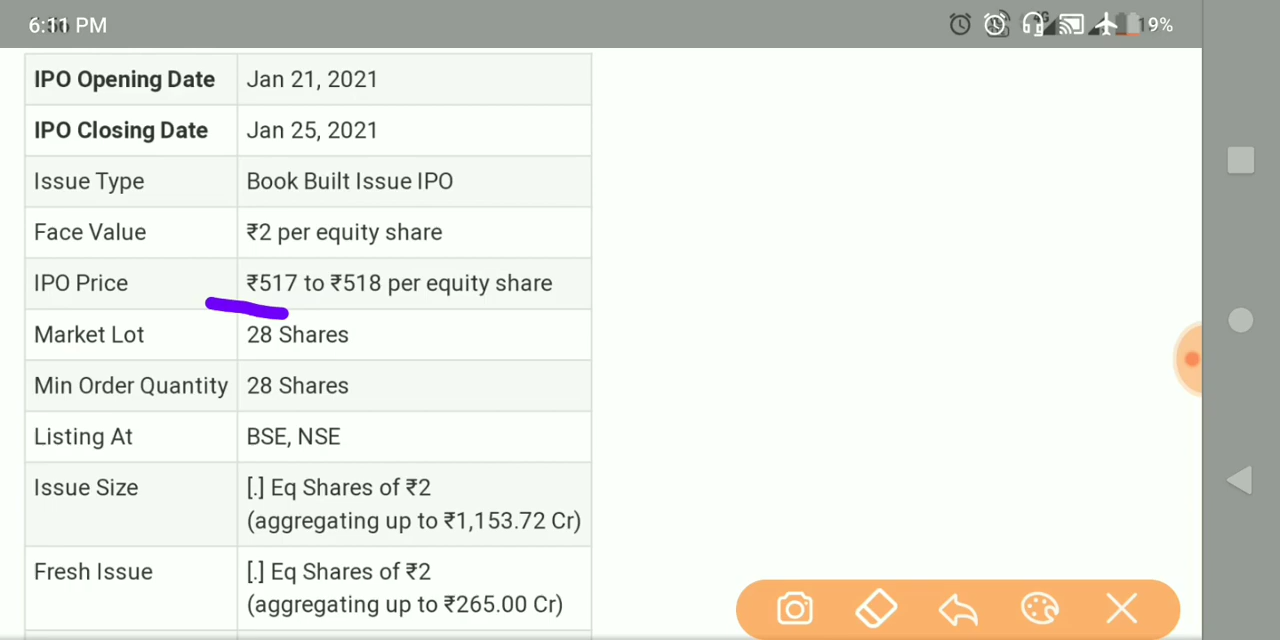 6:11 PM
9%
IPO Opening Date Jan 21, 2021
IPO Closing Date Jan 25, 2021
Issue Type Book Built Issue IPO
Face Value ₹2 per equity share
IPO Price ₹517 to ₹518 per equity share
Market Lot 28 Shares
Min Order Quantity 28 Shares
Listing At BSE, NSE
Issue Size [.] Eq Shares of ₹2
(aggregating up to ₹1,153.72 Cr)
Fresh Issue [.] Eq Shares of ₹2
(aggregating up to ₹265.00 Cr)